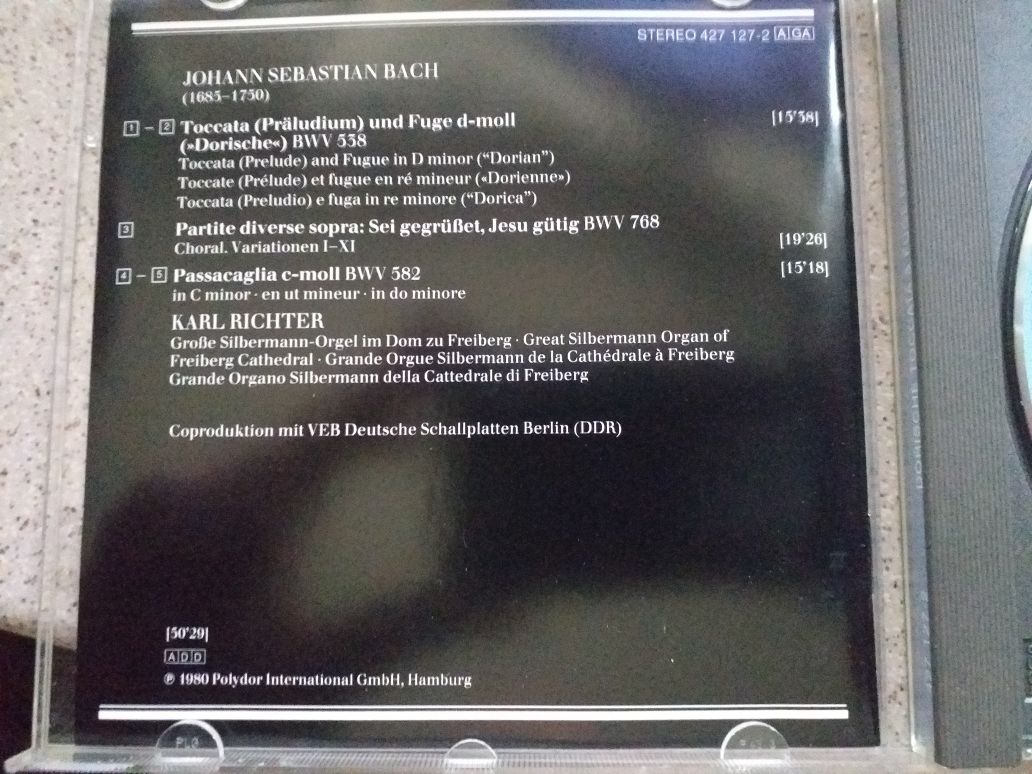 STEREO 427 127-2 A GA
JOHANN SEBASTIAN BACH
(1685–1750)
1 – 2 Toccata (Präludium) und Fuge d-moll [15'38]
(»Dorische«) BWV 538
Toccata (Prelude) and Fugue in D minor (“Dorian”)
Toccate (Prélude) et fugue en ré mineur («Dorienne»)
Toccata (Preludio) e fuga in re minore (“Dorica”)
3 Partite diverse sopra: Sei gegrüßet, Jesu gütig BWV 768
Choral. Variationen I–XI [19'26]
4 – 5 Passacaglia c-moll BWV 582 [15'18]
in C minor · en ut mineur · in do minore
KARL RICHTER
Große Silbermann-Orgel im Dom zu Freiberg · Great Silbermann Organ of
Freiberg Cathedral · Grande Orgue Silbermann de la Cathédrale à Freiberg
Grande Organo Silbermann della Cattedrale di Freiberg
Coproduktion mit VEB Deutsche Schallplatten Berlin (DDR)
[50'29]
ADD
℗ 1980 Polydor International GmbH, Hamburg